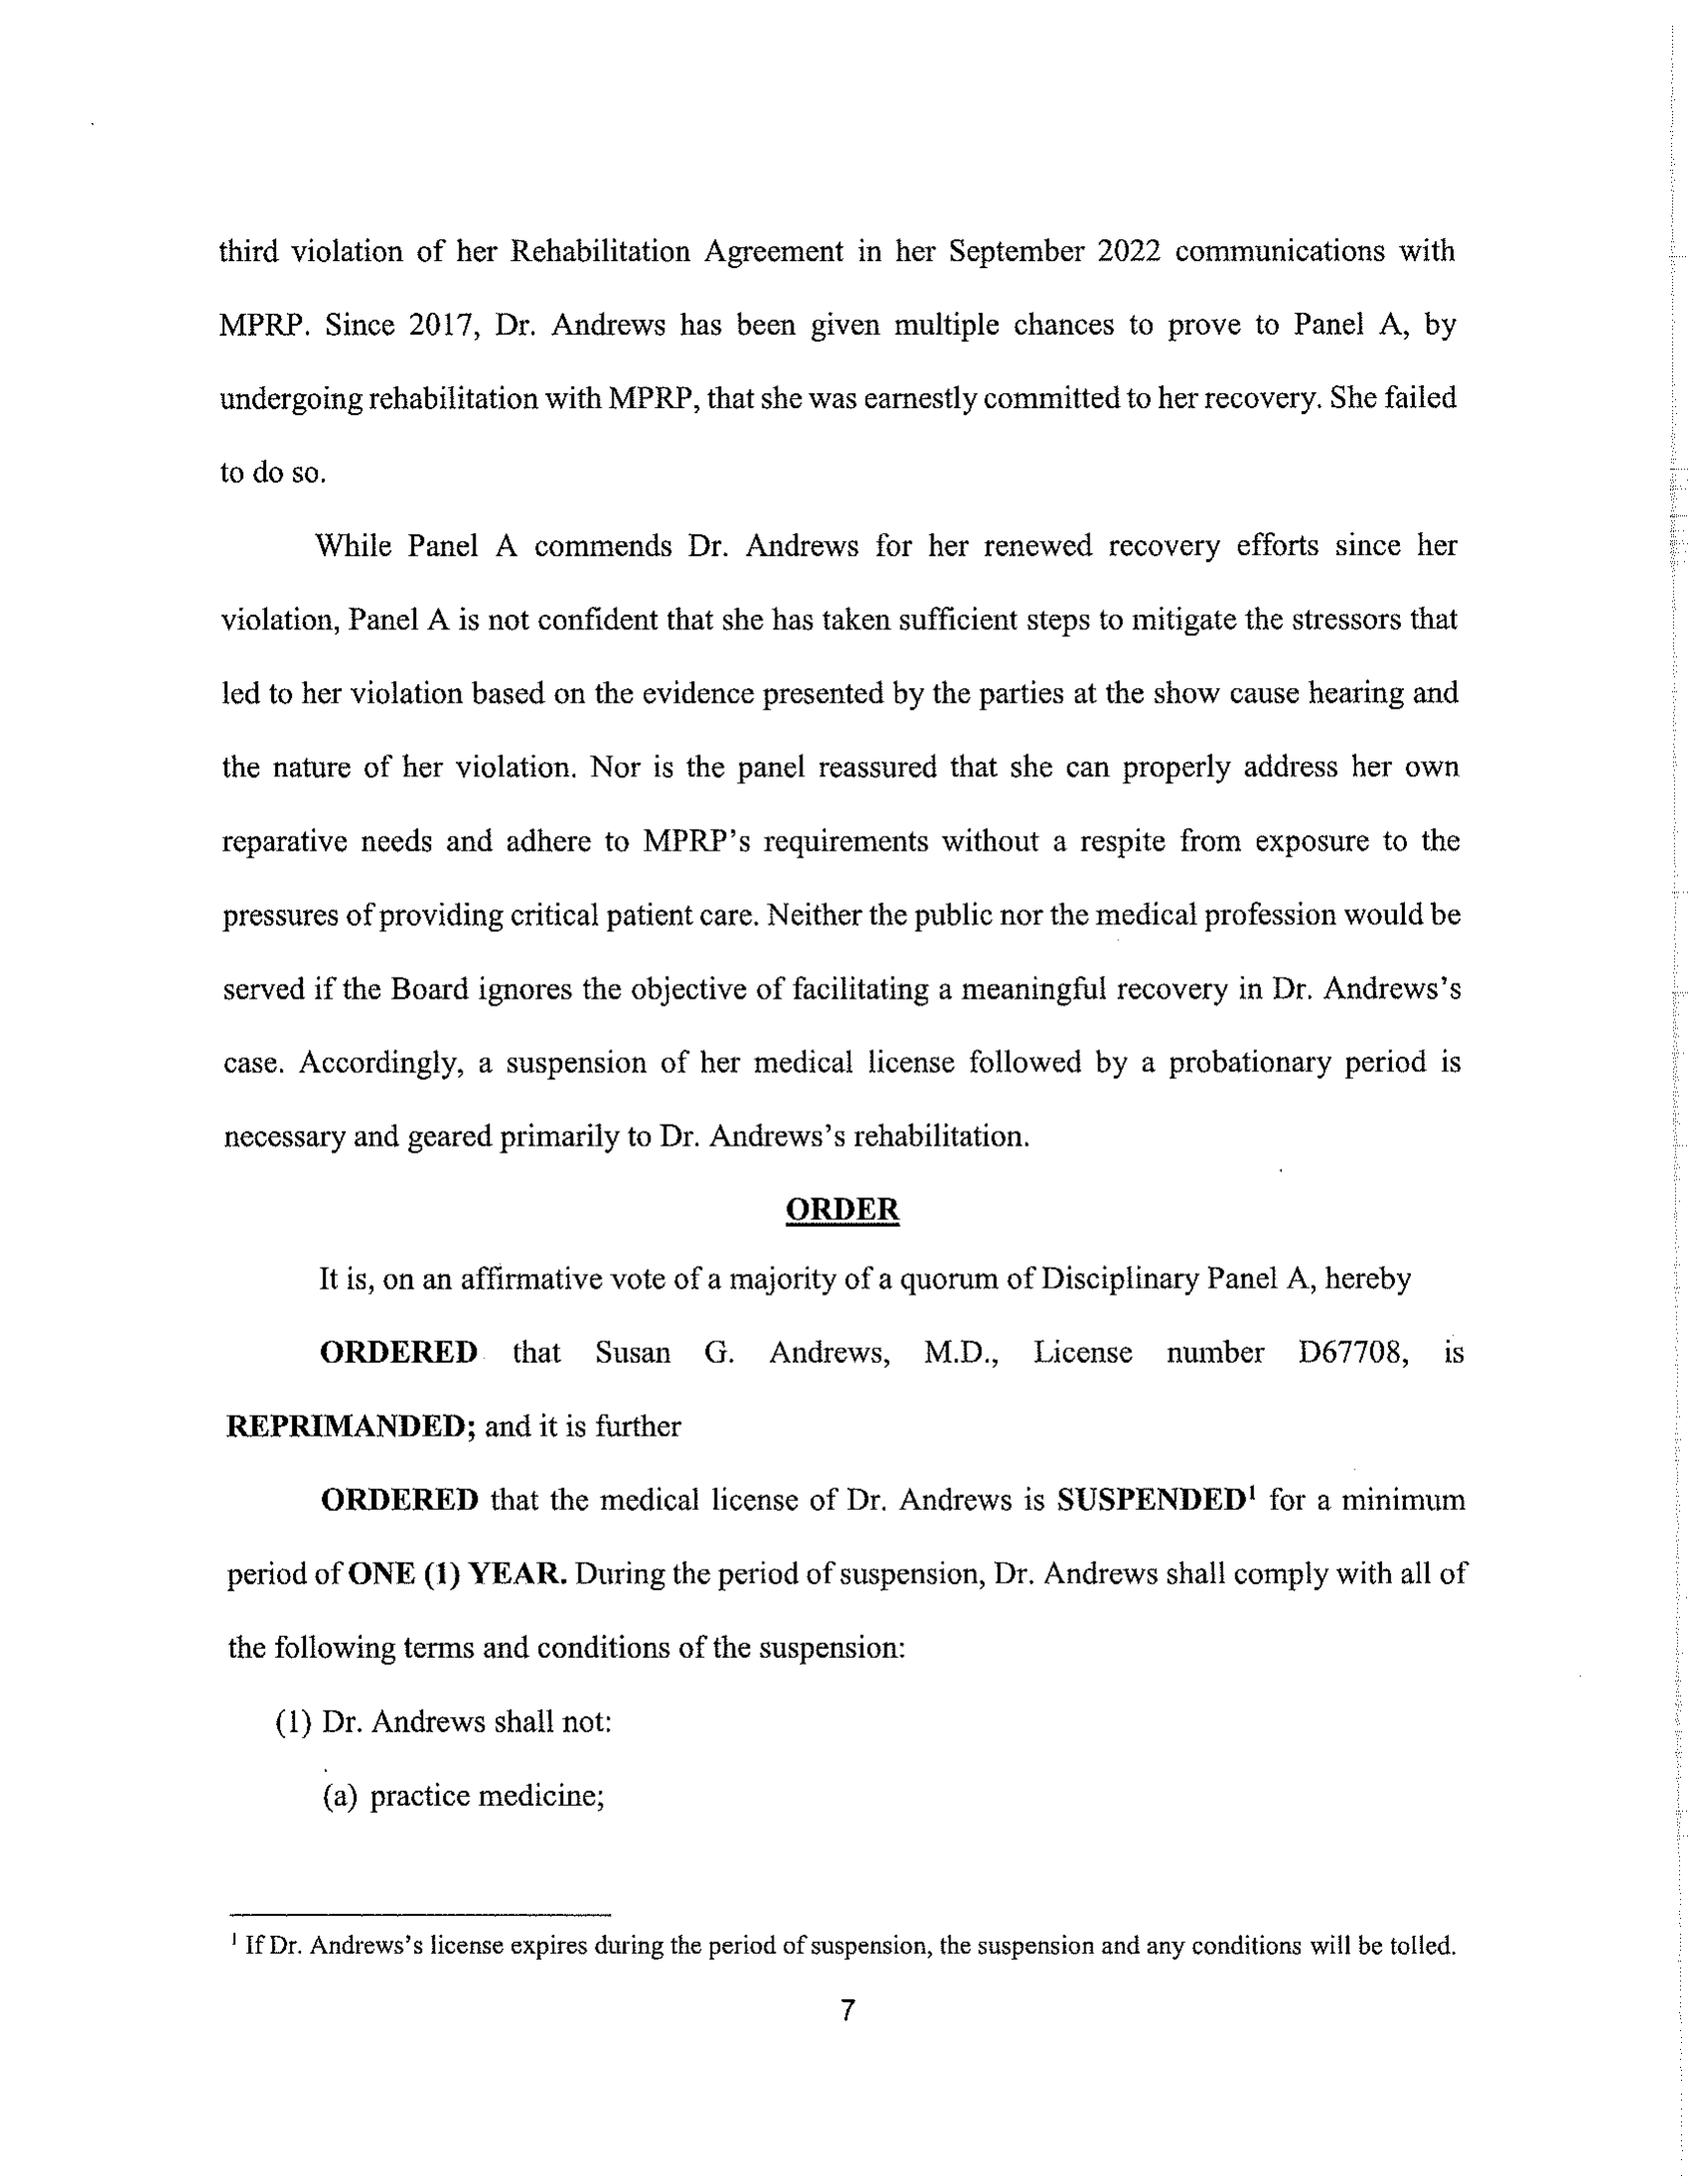 third violation of her Rehabilitation Agreement in her September 2022 communications with
MPRP. Since 2017, Dr. Andrews has been given multiple chances to prove to Panel A, by
undergoing rehabilitation with MPRP, that she was earnestly committed to her recovery. She failed
to do so.
While Panel A commends Dr. Andrews for her renewed recovery efforts since her
violation, Panel A is not confident that she has taken sufficient steps to mitigate the stressors that
led to her violation based on the evidence presented by the parties at the show cause hearing and
the nature of her violation. Nor is the panel reassured that she can properly address her own
reparative needs and adhere to MPRP’s requirements without a respite from exposure to the
pressures of providing critical patient care. Neither the public nor the medical profession would be
served if the Board ignores the objective of facilitating a meaningful recovery in Dr. Andrews’s
case. Accordingly, a suspension of her medical license followed by a probationary period is
necessary and geared primarily to Dr. Andrews’s rehabilitation.
ORDER
It is, on an affirmative vote of a majority of a quorum of Disciplinary Panel A, hereby
ORDERED that Susan G. Andrews, M.D., License number D67708, is
REPRIMANDED; and it is further
ORDERED that the medical license of Dr. Andrews is SUSPENDED¹ for a minimum
period of ONE (1) YEAR. During the period of suspension, Dr. Andrews shall comply with all of
the following terms and conditions of the suspension:
(1) Dr. Andrews shall not:
(a) practice medicine;
¹ If Dr. Andrews’s license expires during the period of suspension, the suspension and any conditions will be tolled.
7